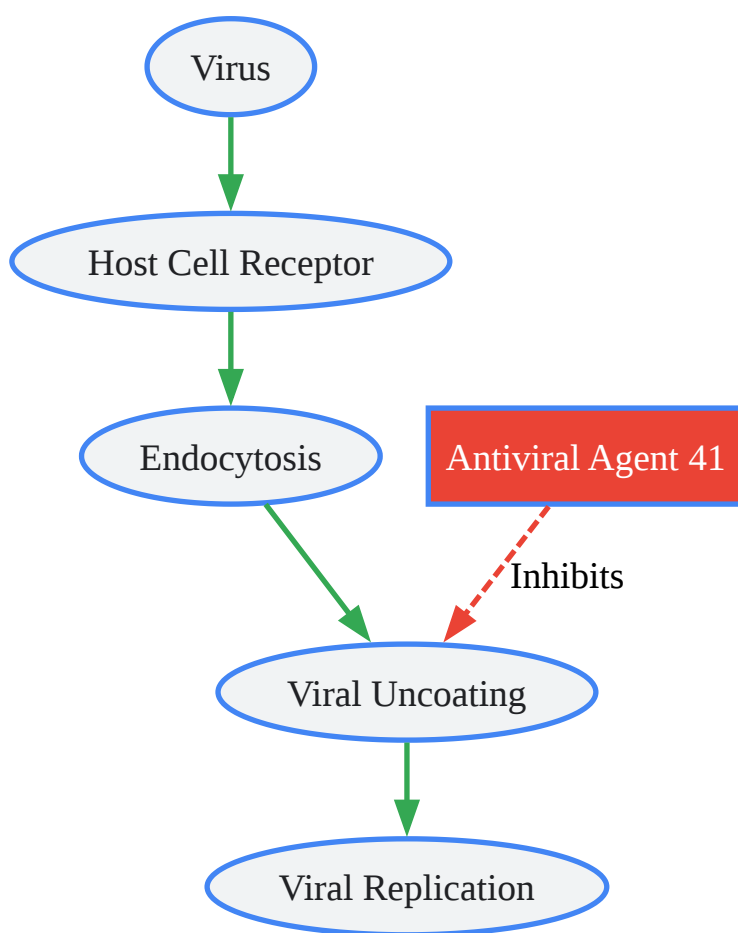 Virus
Host Cell Receptor
Endocytosis
Antiviral Agent 41
Inhibits
Viral Uncoating
Viral Replication